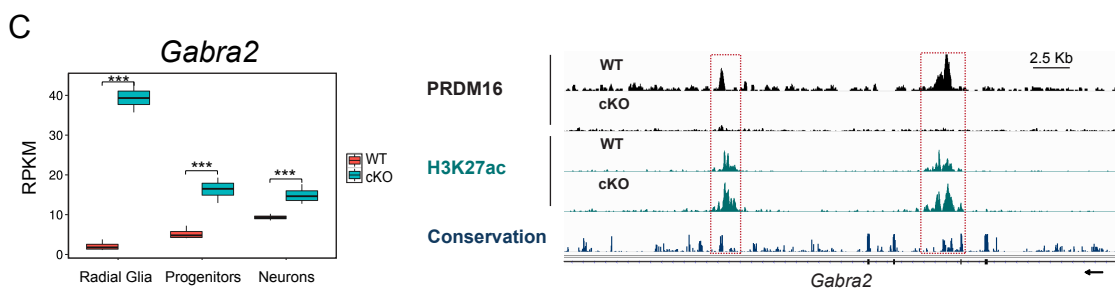 C
Gabra2
RPKM
40
30
20
10
0
***
***
***
Radial Glia Progenitors Neurons
WT
cKO
PRDM16
WT
cKO
H3K27ac
WT
cKO
Conservation
2.5 Kb
Gabra2